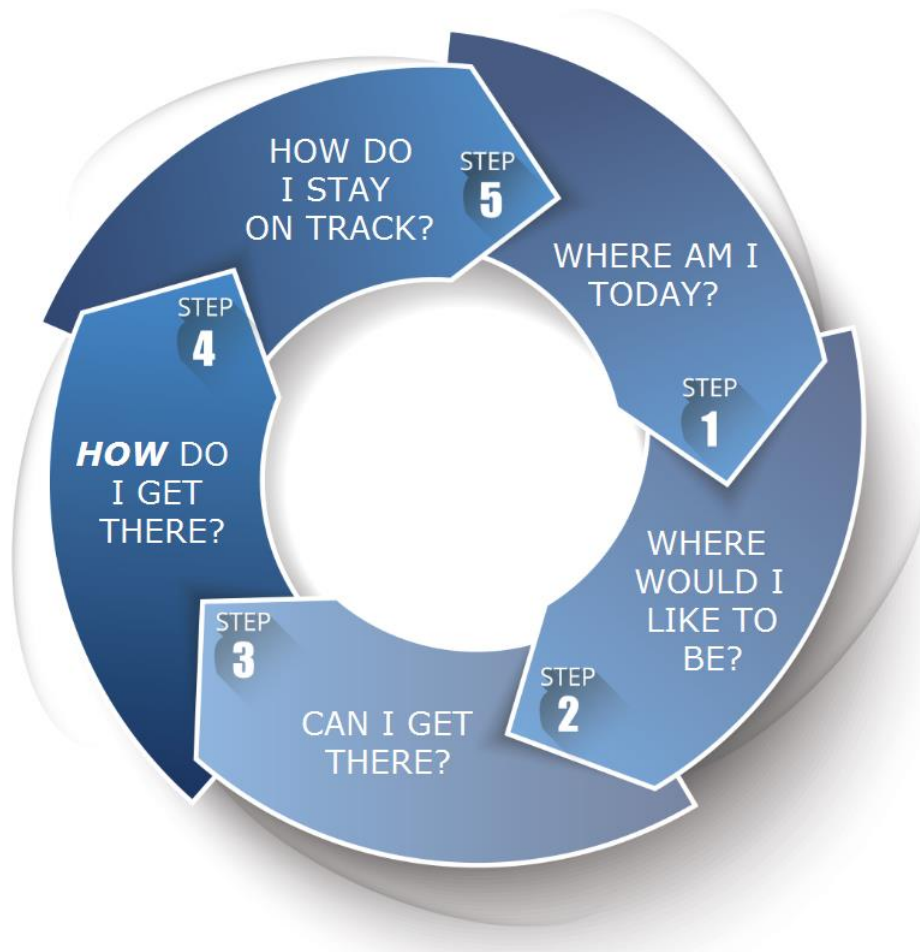 WHERE AM I
TODAY?
STEP
1
WHERE
WOULD I
LIKE TO
BE?
STEP
2
CAN I GET
THERE?
STEP
3
HOW DO
I GET
THERE?
STEP
4
HOW DO
I STAY
ON TRACK?
STEP
5